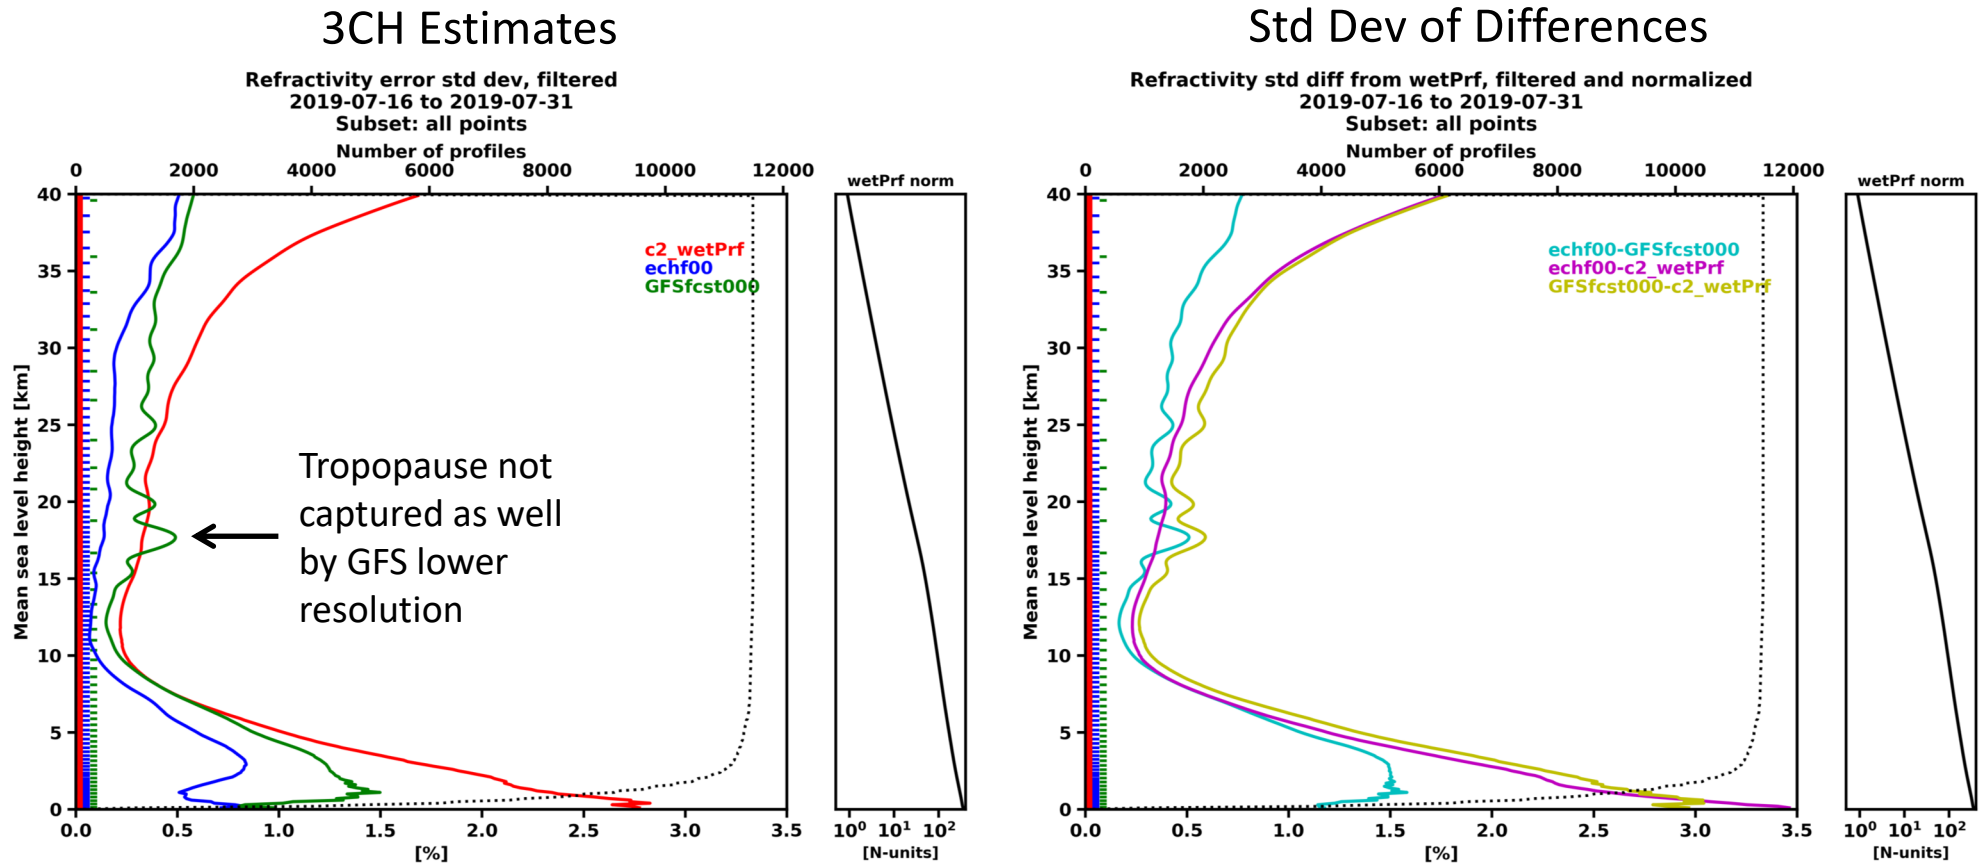 3CH Estimates
Refractivity error std dev, filtered
2019-07-16 to 2019-07-31
Subset: all points
Number of profiles
0 2000 4000 6000 8000 10000 12000
wetPrf norm
40
35
30
25
20
15
10
5
0
Mean sea level height [km]
c2_wetPrf
echf00
GFSfcst000
Tropopause not
captured as well
by GFS lower
resolution
0.0 0.5 1.0 1.5 2.0 2.5 3.0 3.5
[%]
10⁰ 10¹ 10²
[N-units]
Std Dev of Differences
Refractivity std diff from wetPrf, filtered and normalized
2019-07-16 to 2019-07-31
Subset: all points
Number of profiles
0 2000 4000 6000 8000 10000 12000
wetPrf norm
40
35
30
25
20
15
10
5
0
Mean sea level height [km]
echf00-GFSfcst000
echf00-c2_wetPrf
GFSfcst000-c2_wetPrf
0.0 0.5 1.0 1.5 2.0 2.5 3.0 3.5
[%]
10⁰ 10¹ 10²
[N-units]